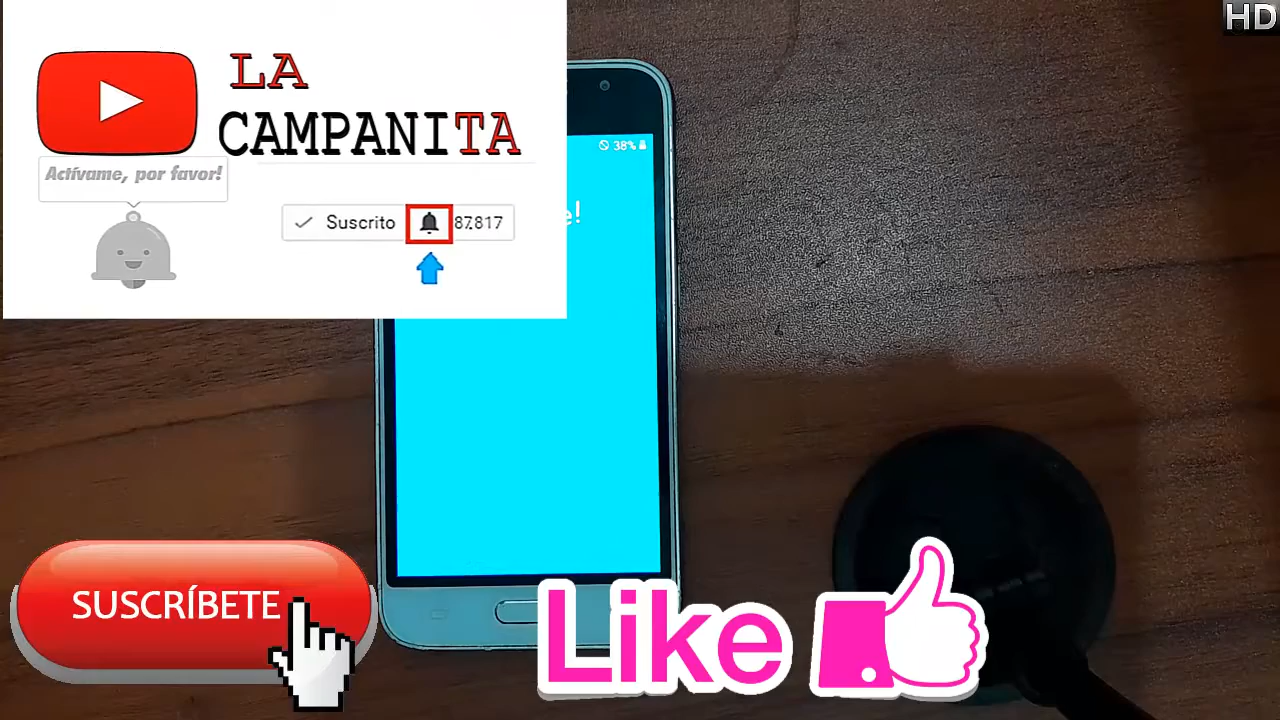 HD
LA
CAMPANITA
Actívame, por favor!
Suscrito 87.817
38%
e!
SUSCRÍBETE
Like